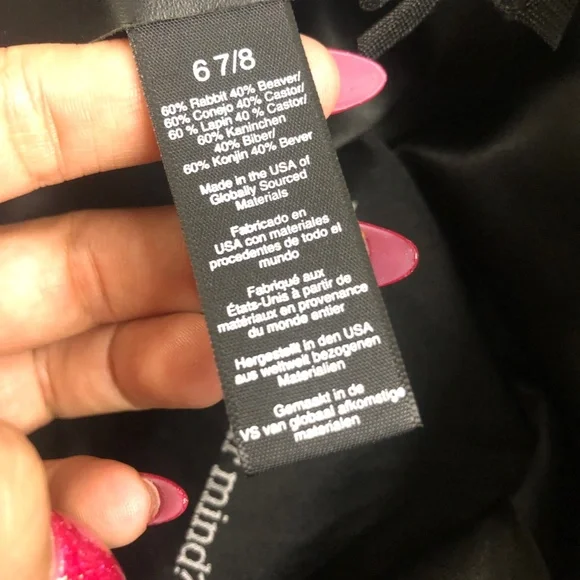 6 7/8
60% Rabbit 40% Beaver/
60% Conejo 40% Castor/
60 % Lapin 40 % Castor/
60% Kaninchen
40% Biber/
60% Konjin 40% Bever
Made in the USA of
Globally Sourced
Materials
Fabricado en
USA con materiales
procedentes de todo el
mundo
Fabriqué aux
États-Unis à partir de
matériaux en provenance
du monde entier
Hergestellt in den USA
aus weltweit bezogenen
Materialien
Gemaakt in de
VS van globaal afkomstige
materialen
mind?